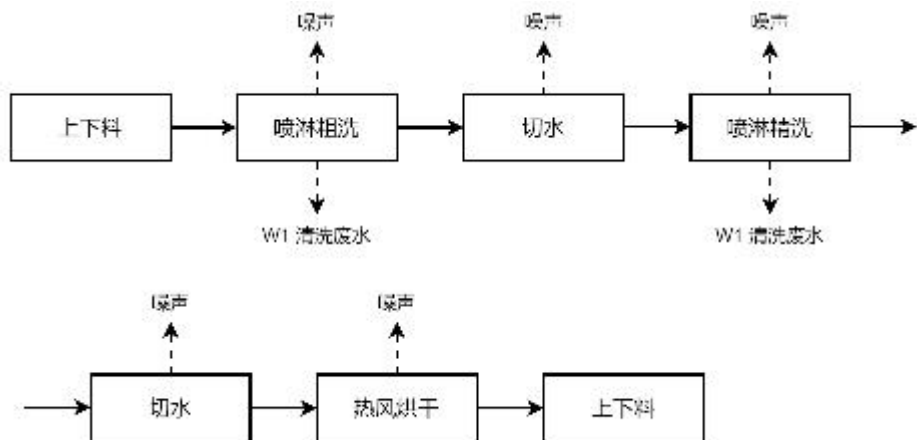 噪声 噪声 噪声
上下料 喷淋粗洗 切水 喷淋精洗
W1 清洗废水 W1 清洗废水
噪声 噪声
切水 热风烘干 上下料